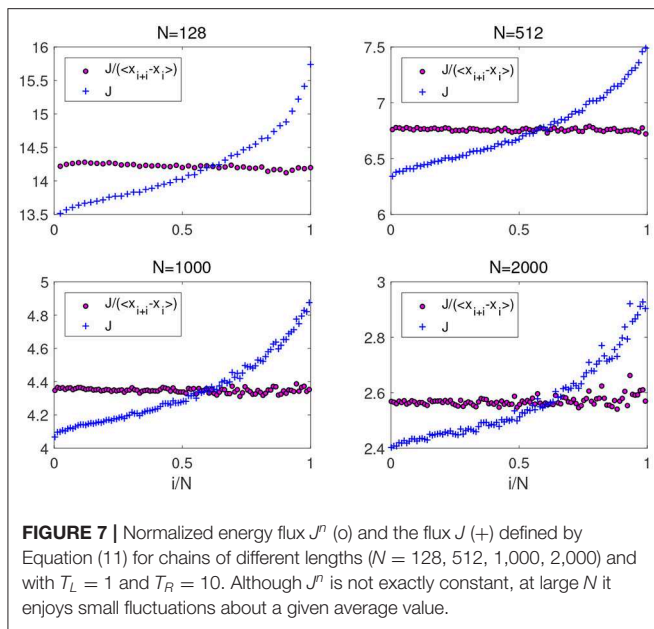 N=128
16
15.5
15
14.5
14
13.5
0
0.5
1
J/(<x_{i+i}-x_i>)
J
N=512
7.5
7
6.5
6
0
0.5
1
J/(<x_{i+i}-x_i>)
J
N=1000
5
4.8
4.6
4.4
4.2
4
0
0.5
1
i/N
J/(<x_{i+i}-x_i>)
J
N=2000
3
2.8
2.6
2.4
0
0.5
1
i/N
J/(<x_{i+i}-x_i>)
J
FIGURE 7 | Normalized energy flux J^n (o) and the flux J (+) defined by
Equation (11) for chains of different lengths (N = 128, 512, 1,000, 2,000) and
with T_L = 1 and T_R = 10. Although J^n is not exactly constant, at large N it
enjoys small fluctuations about a given average value.